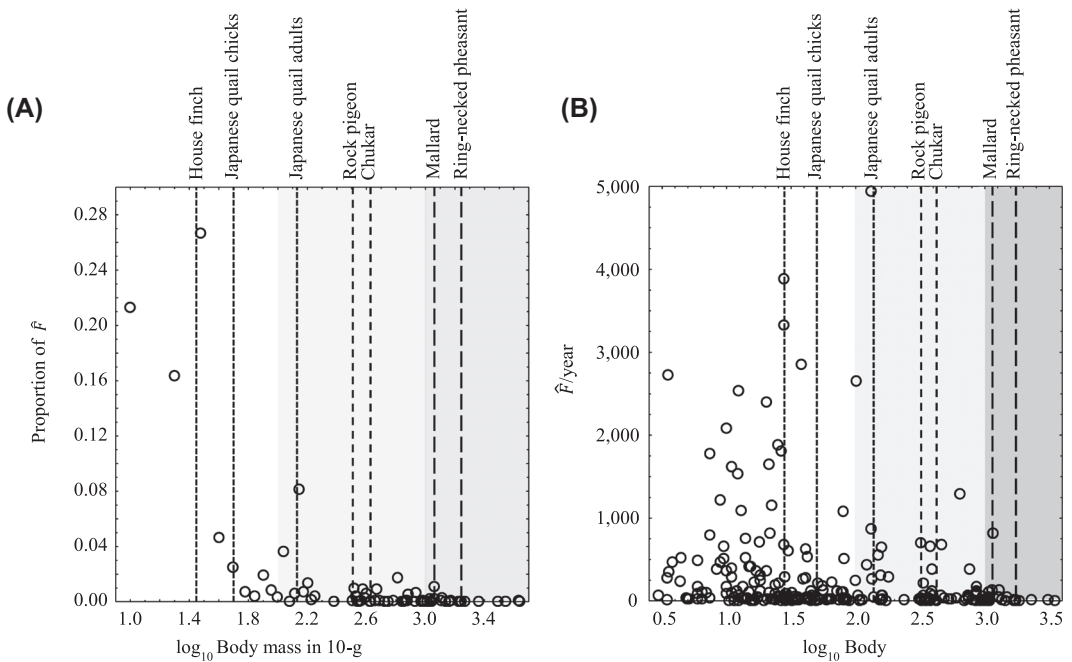 (A)
House finch
Japanese quail chicks
Japanese quail adults
Rock pigeon
Chukar
Mallard
Ring-necked pheasant
0.28
0.24
0.20
0.16
0.12
0.08
0.04
0.00
Proportion of F̂
1.0 1.4 1.8 2.2 2.6 3.0 3.4
log₁₀ Body mass in 10-g
(B)
House finch
Japanese quail chicks
Japanese quail adults
Rock pigeon
Chukar
Mallard
Ring-necked pheasant
5,000
4,000
3,000
2,000
1,000
0
F̂/year
0.5 1.0 1.5 2.0 2.5 3.0 3.5
log₁₀ Body